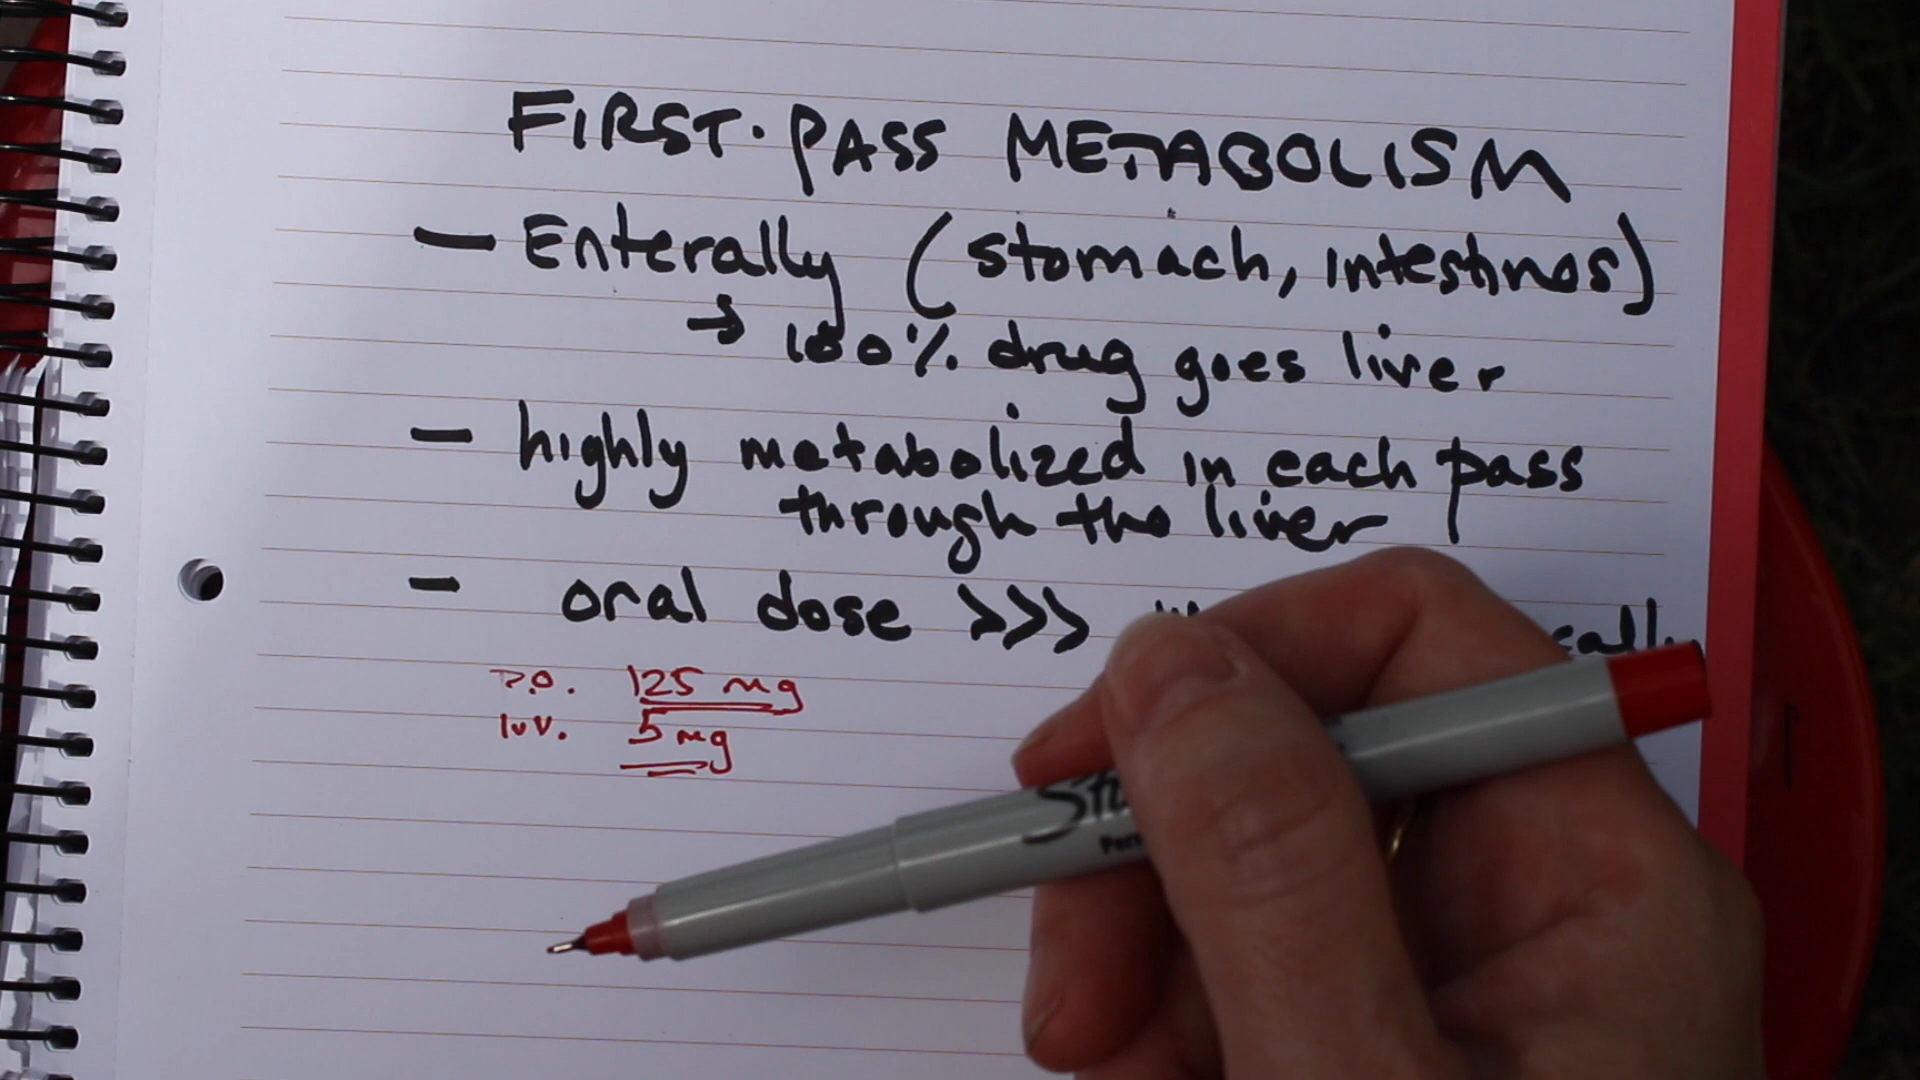 FIRST-PASS METABOLISM
— Enterally (stomach, intestines)
→ 100% drug goes liver
— highly metabolized in each pass
through the liver
- oral dose >>>
P.O. 125 mg
I.V. 5 mg